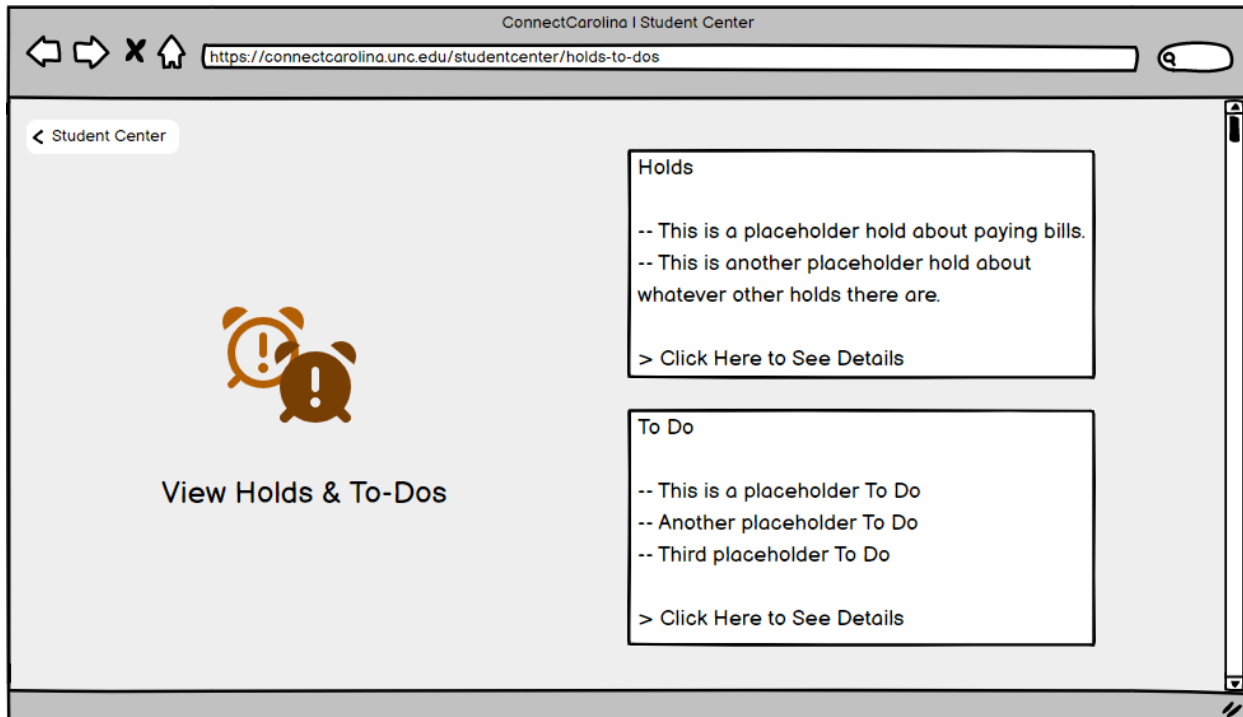 ConnectCarolina | Student Center
https://connectcarolina.unc.edu/studentcenter/holds-to-dos
Student Center
Holds
-- This is a placeholder hold about paying bills.
-- This is another placeholder hold about
whatever other holds there are.
> Click Here to See Details
View Holds & To-Dos
To Do
-- This is a placeholder To Do
-- Another placeholder To Do
-- Third placeholder To Do
> Click Here to See Details